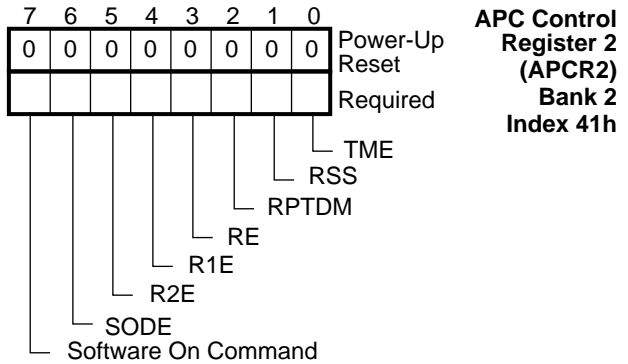 7 6 5 4 3 2 1 0
0 0 0 0 0 0 0 0
Power-Up
Reset
Required
APC Control
Register 2
(APCR2)
Bank 2
Index 41h
TME
RSS
RPTDM
RE
R1E
R2E
SODE
Software On Command